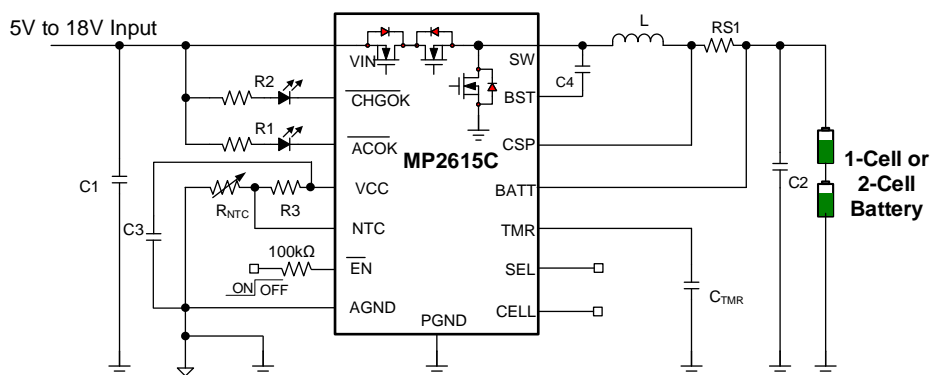 5V to 18V Input
L
RS1
VIN
SW
R2
C4
CHGOK
BST
R1
ACOK
CSP
MP2615C
C1
VCC
BATT
C2
1-Cell or
2-Cell
Battery
RNTC
R3
C3
NTC
TMR
100kΩ
EN
SEL
ON OFF
AGND
CELL
CTMR
PGND